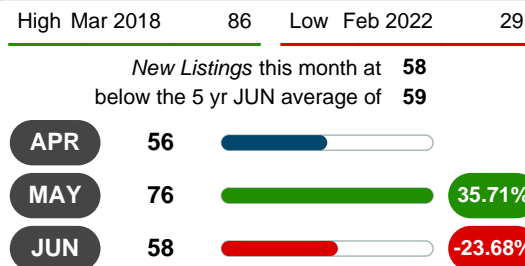 High Mar 2018 86 Low Feb 2022 29
New Listings this month at 58
below the 5 yr JUN average of 59
APR 56
MAY 76 35.71%
JUN 58 -23.68%